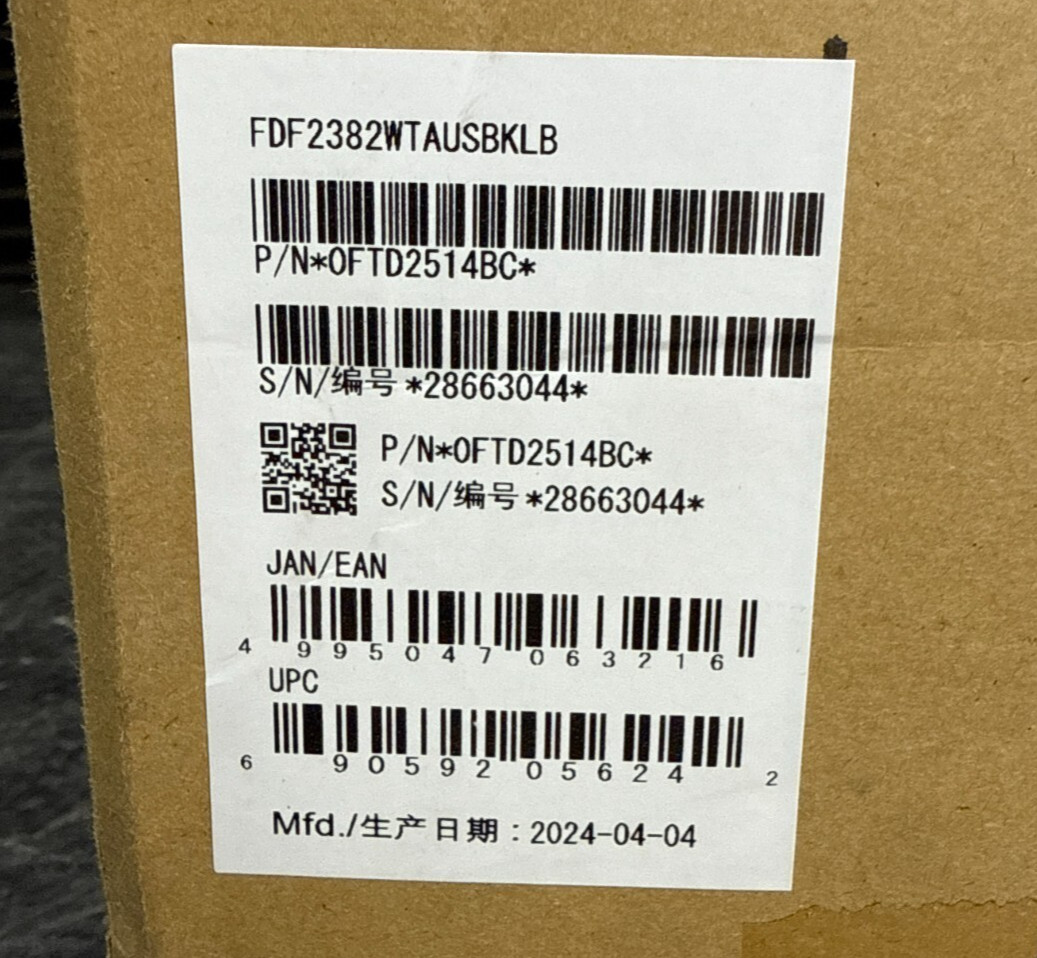 FDF2382WTAUSBKLB
P/N*0FTD2514BC*
S/N/编号*28663044*
P/N*0FTD2514BC*
S/N/编号*28663044*
JAN/EAN
4 995047 063216
UPC
6 90592 05624 2
Mfd./生产日期：2024-04-04